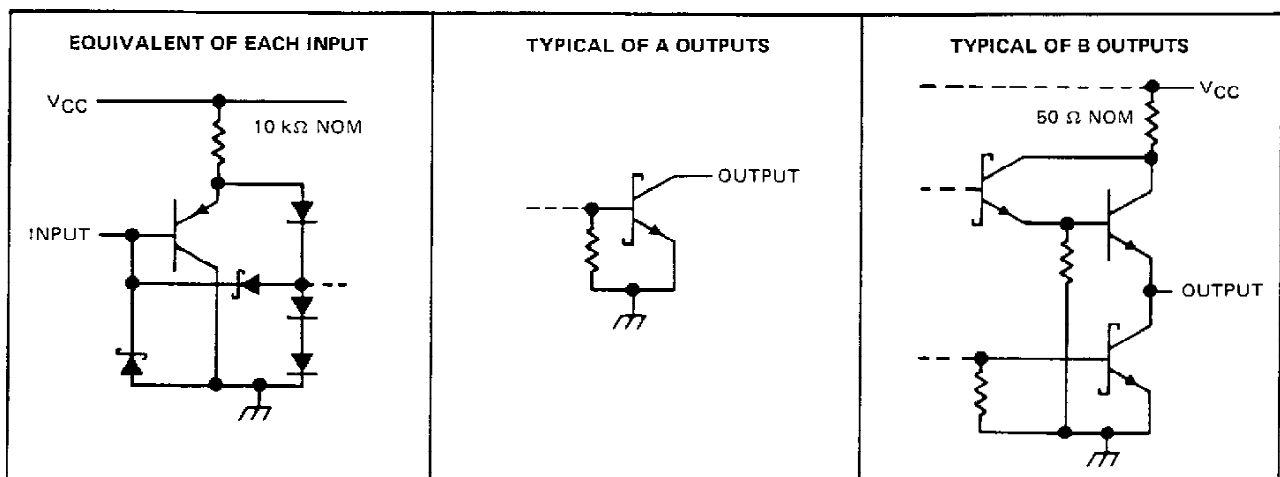 EQUIVALENT OF EACH INPUT
VCC
10 kΩ NOM
INPUT
TYPICAL OF A OUTPUTS
OUTPUT
TYPICAL OF B OUTPUTS
VCC
50 Ω NOM
OUTPUT